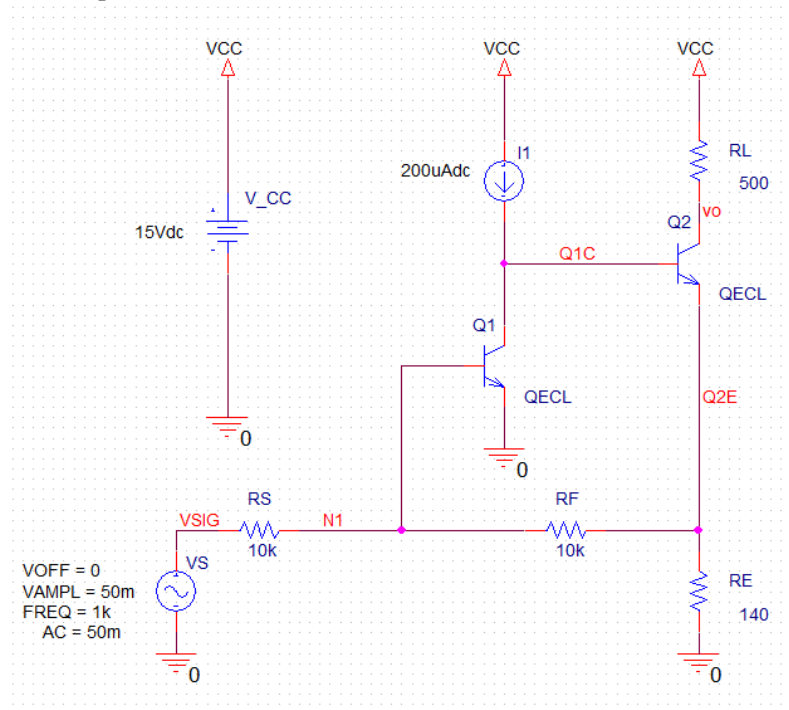 VCC
VCC
VCC
I1
200uAdc
RL
500
V_CC
15Vdc
vo
Q2
Q1C
QECL
Q1
QECL
Q2E
0
0
RS
RF
VSIG
N1
10k
10k
VS
VOFF = 0
VAMPL = 50m
FREQ = 1k
AC = 50m
RE
140
0
0